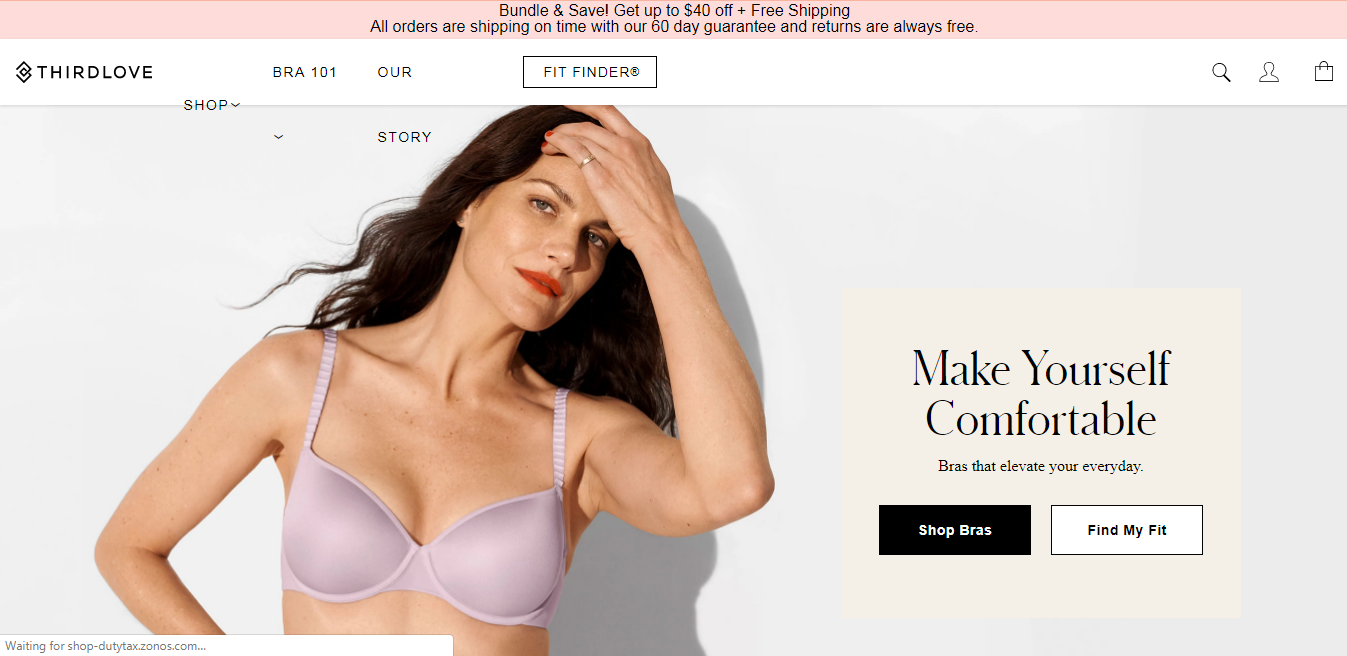 Bundle & Save! Get up to $40 off + Free Shipping
All orders are shipping on time with our 60 day guarantee and returns are always free.
THIRDLOVE
SHOP
BRA 101
OUR
STORY
FIT FINDER®
Make Yourself
Comfortable
Bras that elevate your everyday.
Shop Bras
Find My Fit
Waiting for shop-dutytax.zonos.com...